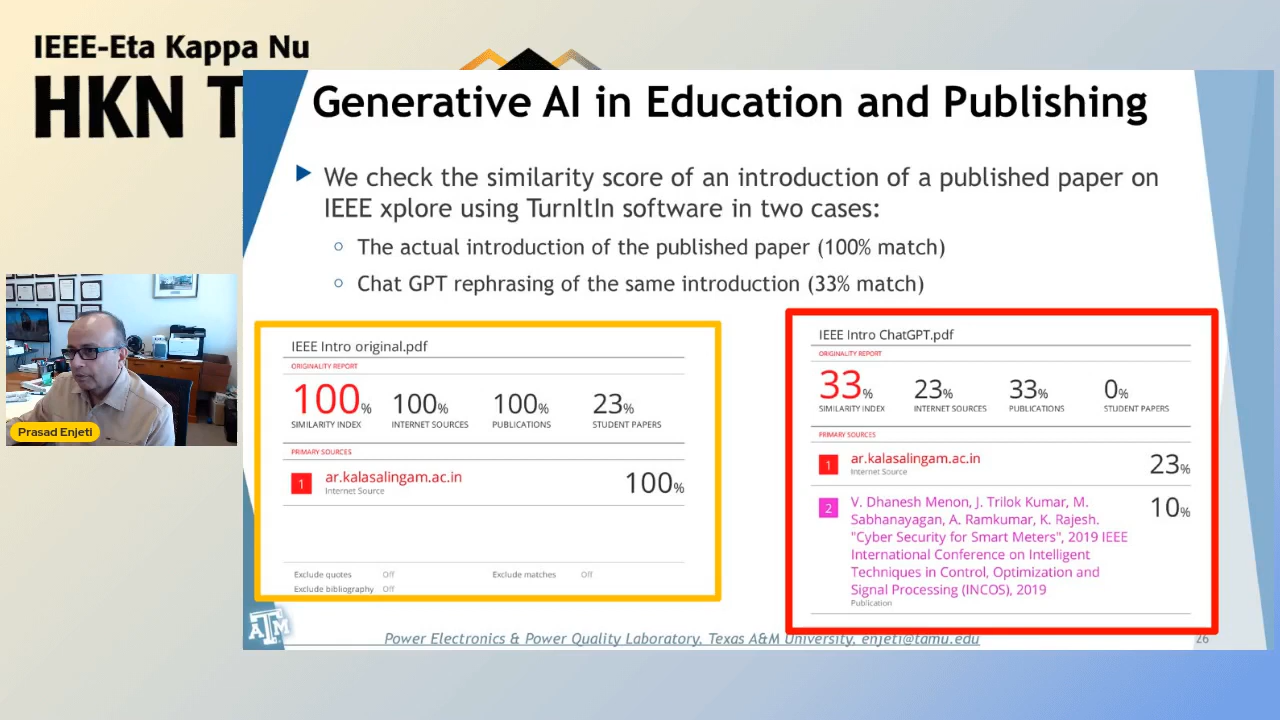 IEEE-Eta Kappa Nu
HKN T
Generative AI in Education and Publishing
We check the similarity score of an introduction of a published paper on
IEEE xplore using TurnItIn software in two cases:
The actual introduction of the published paper (100% match)
Chat GPT rephrasing of the same introduction (33% match)
Prasad Enjeti
IEEE Intro original.pdf
ORIGINALITY REPORT
100% 100% 100% 23%
SIMILARITY INDEX INTERNET SOURCES PUBLICATIONS STUDENT PAPERS
PRIMARY SOURCES
1 ar.kalasalingam.ac.in 100%
Internet Source
Exclude quotes Off Exclude matches Off
Exclude bibliography Off
IEEE Intro ChatGPT.pdf
ORIGINALITY REPORT
33% 23% 33% 0%
SIMILARITY INDEX INTERNET SOURCES PUBLICATIONS STUDENT PAPERS
PRIMARY SOURCES
1 ar.kalasalingam.ac.in 23%
Internet Source
2 V. Dhanesh Menon, J. Trilok Kumar, M. 10%
Sabhanayagan, A. Ramkumar, K. Rajesh.
"Cyber Security for Smart Meters", 2019 IEEE
International Conference on Intelligent
Techniques in Control, Optimization and
Signal Processing (INCOS), 2019
Publication
ATM
Power Electronics & Power Quality Laboratory, Texas A&M University, enjeti@tamu.edu
26